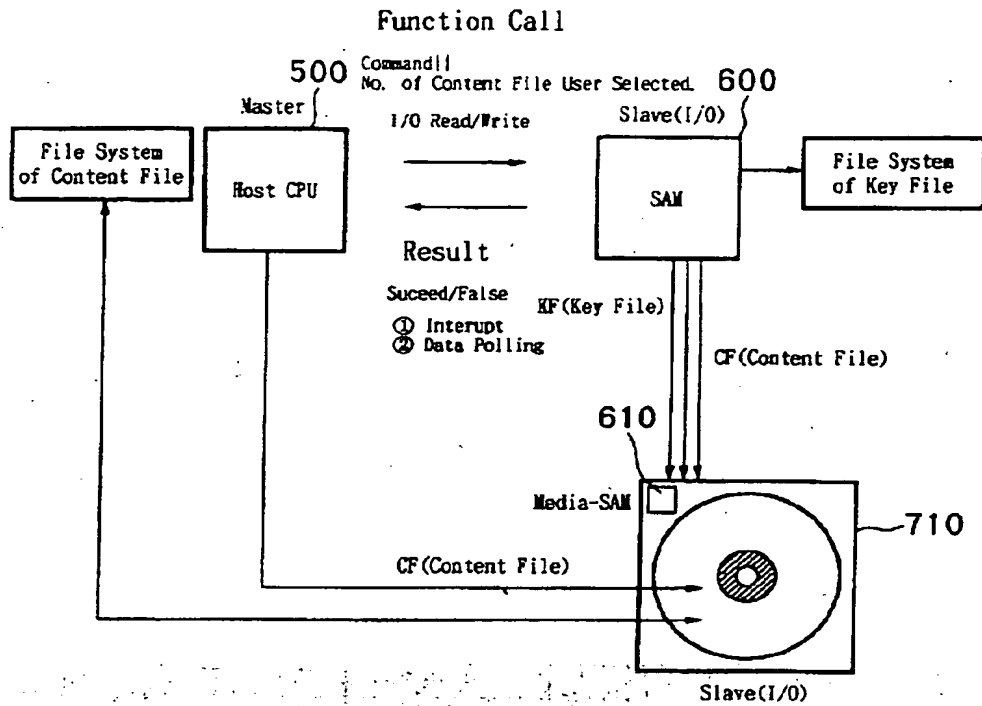 Function Call
500
Command||
No. of Content File User Selected.
600
Master
I/O Read/Write
Slave(I/O)
File System
of Content File
Host CPU
SAM
File System
of Key File
Result
Suceed/False
① Interupt
② Data Polling
KF(Key File)
CF(Content File)
610
Media-SAM
710
CF(Content File)
Slave(I/O)